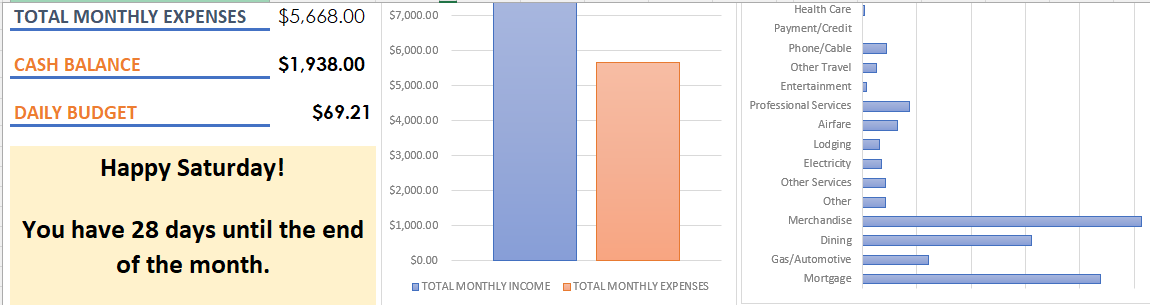 TOTAL MONTHLY EXPENSES $5,668.00
CASH BALANCE $1,938.00
DAILY BUDGET $69.21
Happy Saturday!
You have 28 days until the end
of the month.
$7,000.00
$6,000.00
$5,000.00
$4,000.00
$3,000.00
$2,000.00
$1,000.00
$0.00
TOTAL MONTHLY INCOME TOTAL MONTHLY EXPENSES
Health Care
Payment/Credit
Phone/Cable
Other Travel
Entertainment
Professional Services
Airfare
Lodging
Electricity
Other Services
Other
Merchandise
Dining
Gas/Automotive
Mortgage